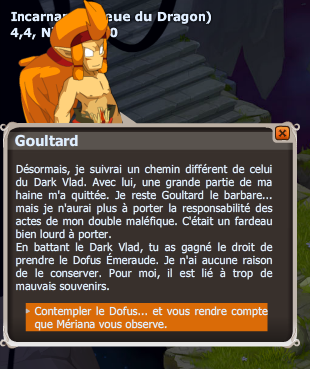 Incarna ue du Dragon)
4,4, Ni 0
Goultard
Désormais, je suivrai un chemin différent de celui
du Dark Vlad. Avec lui, une grande partie de ma
haine m'a quittée. Je reste Goultard le barbare...
mais je n'aurai plus à porter la responsabilité des
actes de mon double maléfique. C'était un fardeau
bien lourd à porter.
En battant le Dark Vlad, tu as gagné le droit de
prendre le Dofus Émeraude. Je n'ai aucune raison
de le conserver. Pour moi, il est lié à trop de
mauvais souvenirs.
Contempler le Dofus... et vous rendre compte
que Mériana vous observe.